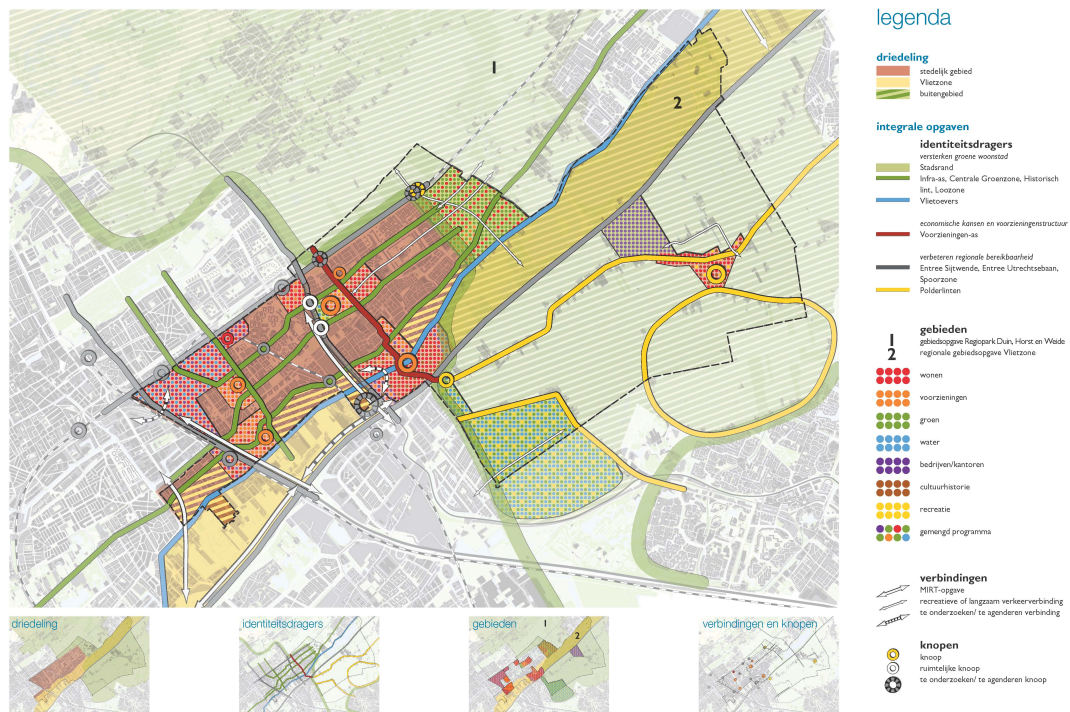 legenda
driedeling
stedelijk gebied
Vlietzone
buitengebied
integrale opgaven
identiteitsdragers
versterken groene woonstad
Stadsrand
Infra-as, Centrale Groenzone, Historisch
lint, Loozone
Vlietoevers
economische kansen en voorzieningenstructuur
Voorzieningen-as
verbeteren regionale bereikbaarheid
Entree Sijtwende, Entree Utrechtsebaan,
Spoorzone
Polderlinten
gebieden
1 gebiedsopgave Regiopark Duin, Horst en Weide
2 regionale gebiedsopgave Vlietzone
wonen
voorzieningen
groen
water
bedrijven/kantoren
cultuurhistorie
recreatie
gemengd programma
verbindingen
MIRT-opgave
recreatieve of langzaam verkeerverbinding
te onderzoeken/ te agenderen verbinding
knopen
knoop
ruimtelijke knoop
te onderzoeken/ te agenderen knoop
1
2
driedeling
identiteitsdragers
gebieden
1
2
verbindingen en knopen